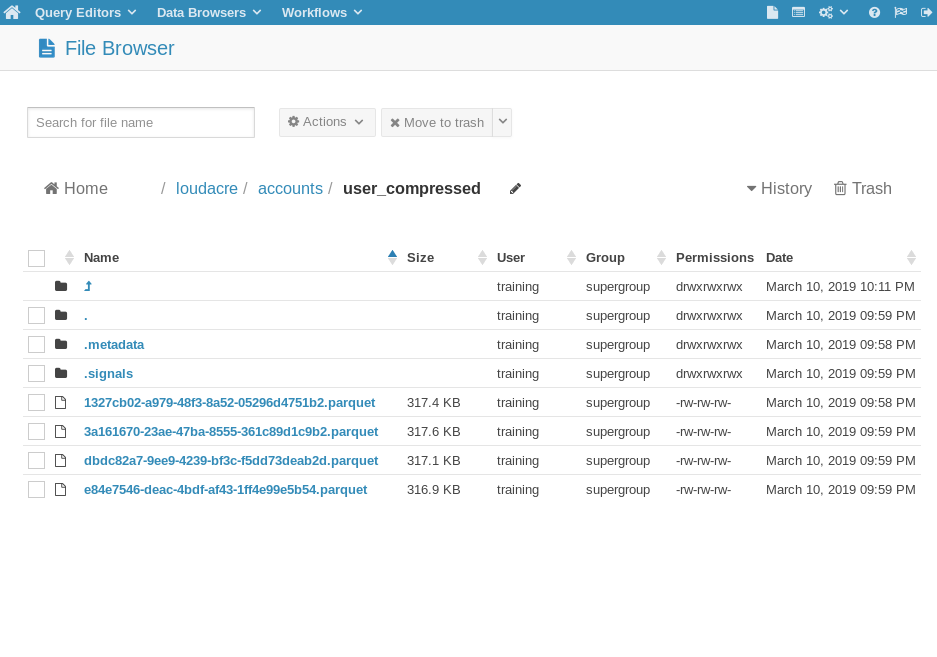 Query Editors Data Browsers Workflows
File Browser
Search for file name Actions Move to trash
Home / loudacre / accounts / user_compressed History Trash
Name Size User Group Permissions Date
training supergroup drwxrwxrwx March 10, 2019 10:11 PM
. training supergroup drwxrwxrwx March 10, 2019 09:59 PM
.metadata training supergroup drwxrwxrwx March 10, 2019 09:58 PM
.signals training supergroup drwxrwxrwx March 10, 2019 09:59 PM
1327cb02-a979-48f3-8a52-05296d4751b2.parquet 317.4 KB training supergroup -rw-rw-rw- March 10, 2019 09:58 PM
3a161670-23ae-47ba-8555-361c89d1c9b2.parquet 317.6 KB training supergroup -rw-rw-rw- March 10, 2019 09:59 PM
dbdc82a7-9ee9-4239-bf3c-f5dd73deab2d.parquet 317.1 KB training supergroup -rw-rw-rw- March 10, 2019 09:59 PM
e84e7546-deac-4bdf-af43-1ff4e99e5b54.parquet 316.9 KB training supergroup -rw-rw-rw- March 10, 2019 09:59 PM